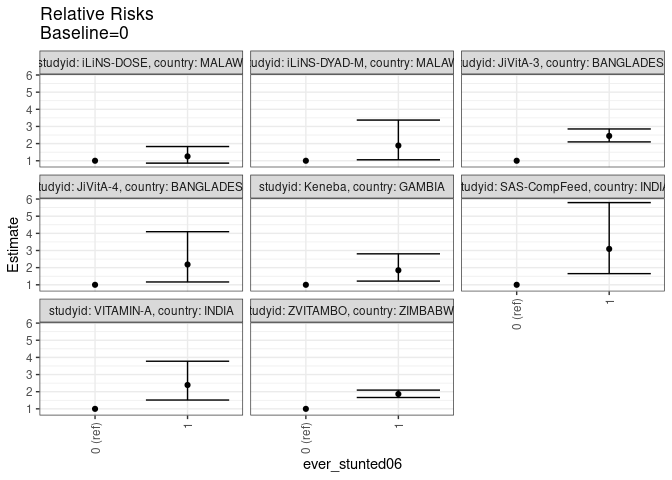 Relative Risks
Baseline=0
studyid: iLiNS-DOSE, country: MALAW
udyid: iLiNS-DYAD-M, country: MALAW
udyid: JiVitA-3, country: BANGLADES
6
5
4
3
2
1
udyid: JiVitA-4, country: BANGLADES
studyid: Keneba, country: GAMBIA
tudyid: SAS-CompFeed, country: INDIA
6
5
4
3
2
1
Estimate
studyid: VITAMIN-A, country: INDIA
udyid: ZVITAMBO, country: ZIMBABW
6
5
4
3
2
1
0 (ref)
1
0 (ref)
1
0 (ref)
1
ever_stunted06